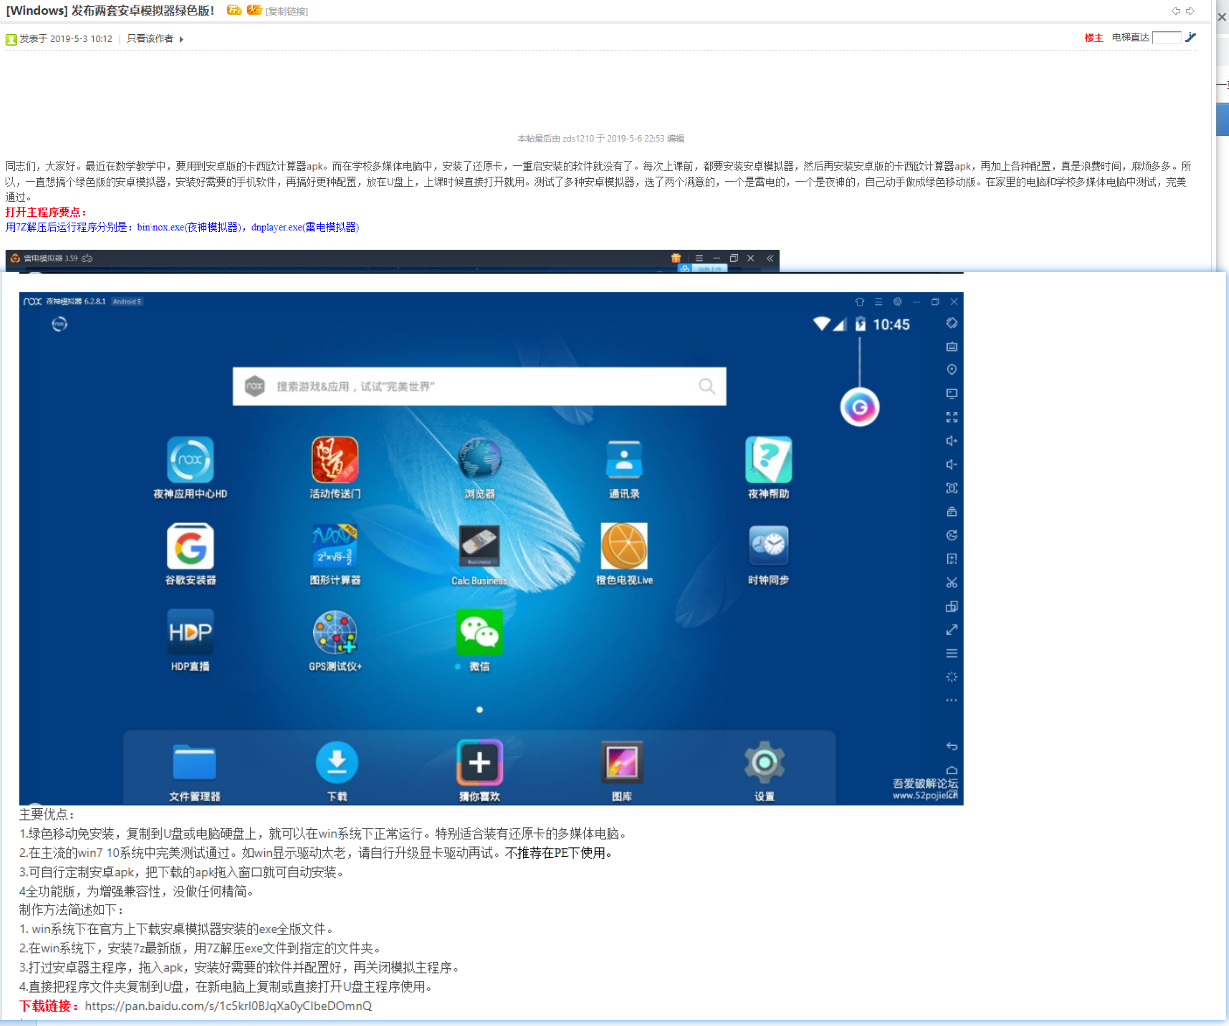 [Windows] 发布两套安卓模拟器绿色版！ [复制链接]
发表于 2019-5-3 10:12 | 只看该作者
楼主 电梯直达
本帖最后由 zds1210 于 2019-5-6 22:53 编辑
同志们，大家好。最近在数学教学中，要用到安卓版的卡西欧计算器apk。而在学校多媒体电脑中，安装了还原卡，一重启安装的软件就没有了。每次上课前，都要安装安卓模拟器，然后再安装安卓版的卡西欧计算器apk，再加上各种配置，真是浪费时间，麻烦多多。所
以，一直想搞个绿色版的安卓模拟器，安装好需要的手机软件，再搞好更种配置，放在U盘上，上课时候直接打开就用。测试了多种安卓模拟器，选了两个满意的，一个是雷电的，一个是夜神的，自己动手做成绿色移动版。在家里的电脑和学校多媒体电脑中测试，完美
通过。
打开主程序要点：
用7Z解压后运行程序分别是：bin\nox.exe(夜神模拟器)，dnplayer.exe(雷电模拟器)
雷电模拟器 3.59
nox 夜神模拟器 6.2.8.1 Android 5
10:45
搜索游戏&应用，试试"完美世界"
夜神应用中心HD 活动传送门 浏览器 通讯录 夜神帮助
谷歌安装器 图形计算器 Calc Business 橙色电视Live 时钟同步
HDP直播 GPS测试仪+ 微信
文件管理器 下载 猜你喜欢 图库 设置
吾爱破解论坛
www.52pojie.cn
主要优点：
1.绿色移动免安装，复制到U盘或电脑硬盘上，就可以在win系统下正常运行。特别适合装有还原卡的多媒体电脑。
2.在主流的win7 10系统中完美测试通过。如win显示驱动太老，请自行升级显卡驱动再试。不推荐在PE下使用。
3.可自行定制安卓apk，把下载的apk拖入窗口就可自动安装。
4全功能版，为增强兼容性，没做任何精简。
制作方法简述如下：
1. win系统下在官方上下载安桌模拟器安装的exe全版文件。
2.在win系统下，安装7z最新版，用7Z解压exe文件到指定的文件夹。
3.打过安卓器主程序，拖入apk，安装好需要的软件并配置好，再关闭模拟主程序。
4.直接把程序文件夹复制到U盘，在新电脑上复制或直接打开U盘主程序使用。
下载链接：https://pan.baidu.com/s/1c5krI0BJqXa0yCIbeDOmnQ